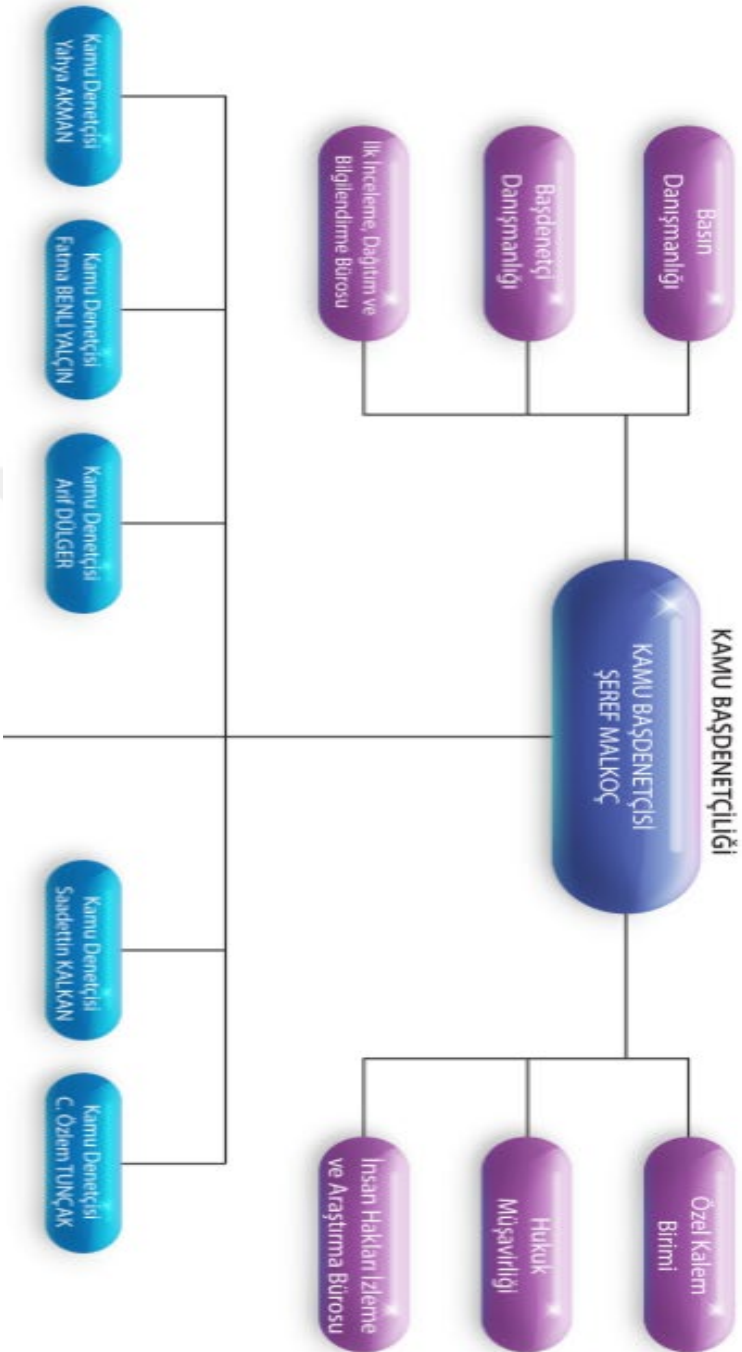 KAMU BAŞDENETÇİLİĞİ
KAMU BAŞDENETÇİSİ
ŞEREF MALKOÇ
Basın
Danışmanlığı
Başdenetçi
Danışmanlığı
İlk İnceleme, Dağıtım ve
Bilgilendirme Bürosu
Özel Kalem
Birimi
Hukuk
Müşavirliği
İnsan Hakları İzleme
ve Araştırma Bürosu
Kamu Denetçisi
Yahya AKMAN
Kamu Denetçisi
Fatma BENLİ YALÇIN
Kamu Denetçisi
Arif DÜLGER
Kamu Denetçisi
Saadettin KALKAN
Kamu Denetçisi
C. Özlem TUNÇAK